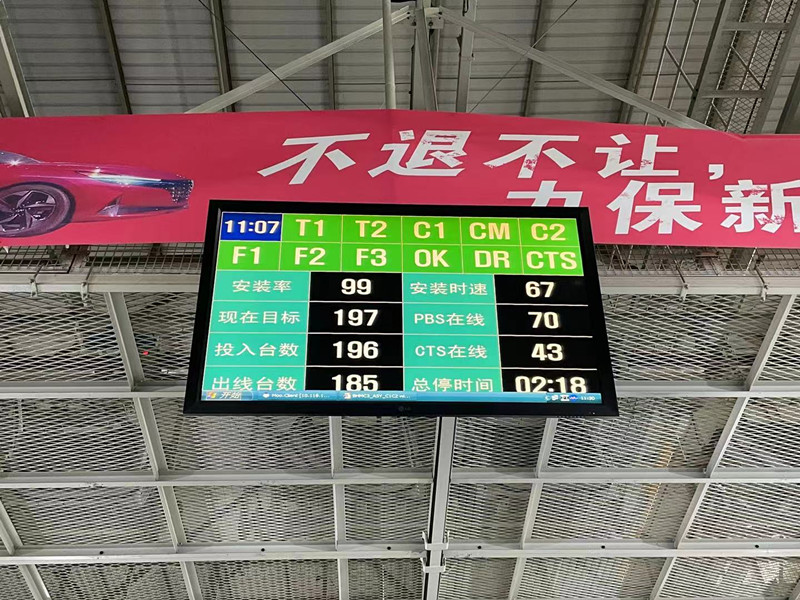 不退不让，
力保新
11:07 T1 T2 C1 CM C2
F1 F2 F3 OK DR CTS
安装率 99 安装时速 67
现在目标 197 PBS在线 70
投入台数 196 CTS在线 43
出线台数 185 总停时间 02:18
开始
LG